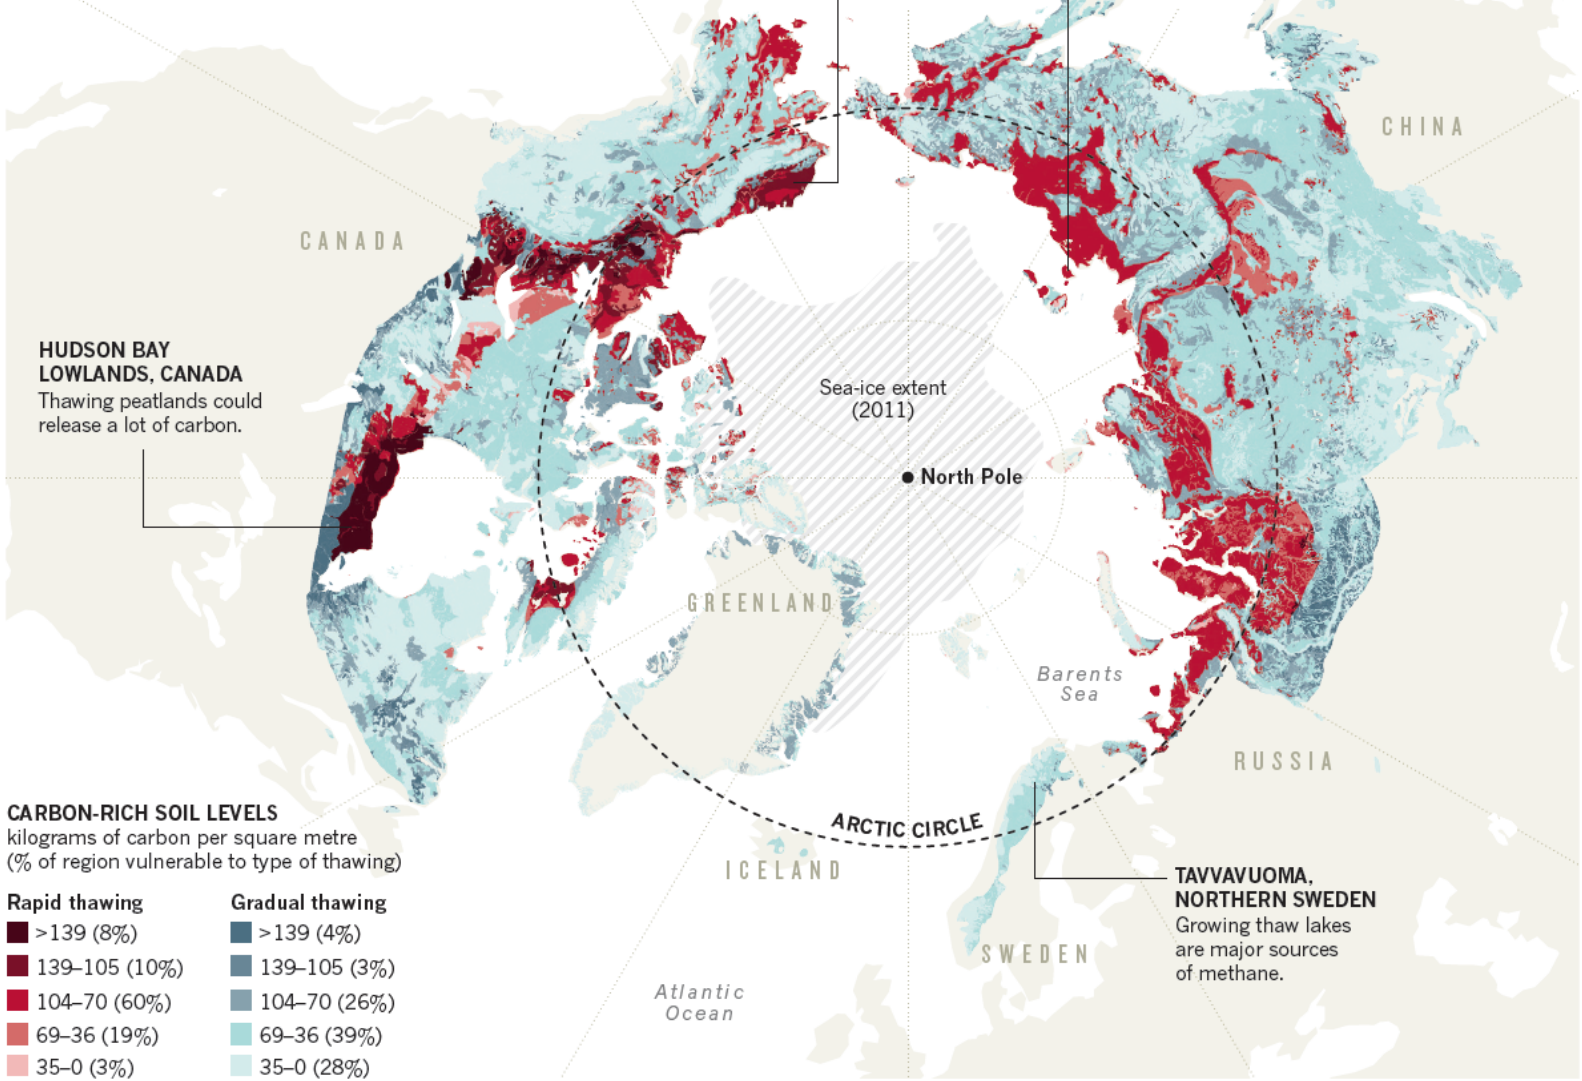 CHINA
CANADA
HUDSON BAY
LOWLANDS, CANADA
Thawing peatlands could
release a lot of carbon.
Sea-ice extent
(2011)
North Pole
GREENLAND
Barents
Sea
RUSSIA
ARCTIC CIRCLE
ICELAND
TAVVAVUOMA,
NORTHERN SWEDEN
Growing thaw lakes
are major sources
of methane.
SWEDEN
Atlantic
Ocean
CARBON-RICH SOIL LEVELS
kilograms of carbon per square metre
(% of region vulnerable to type of thawing)
Rapid thawing
>139 (8%)
139–105 (10%)
104–70 (60%)
69–36 (19%)
35–0 (3%)
Gradual thawing
>139 (4%)
139–105 (3%)
104–70 (26%)
69–36 (39%)
35–0 (28%)